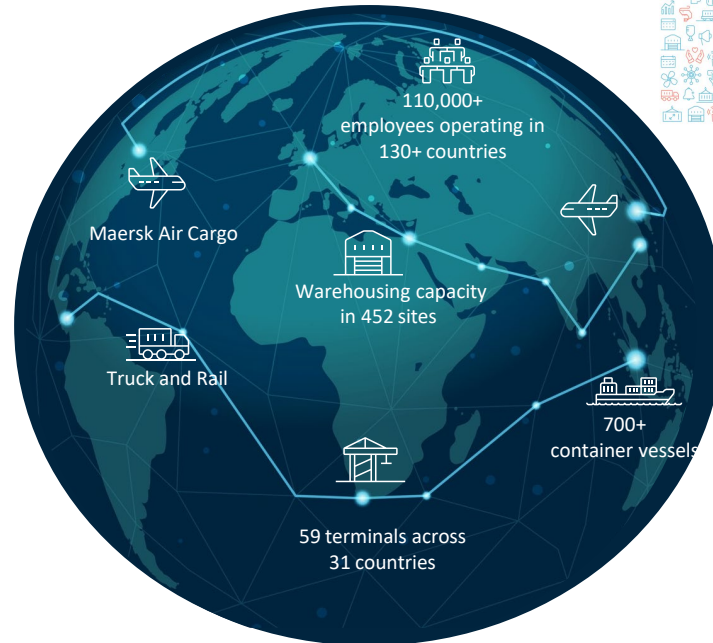 110,000+
employees operating in
130+ countries
Maersk Air Cargo
Warehousing capacity
in 452 sites
Truck and Rail
700+
container vessels
59 terminals across
31 countries